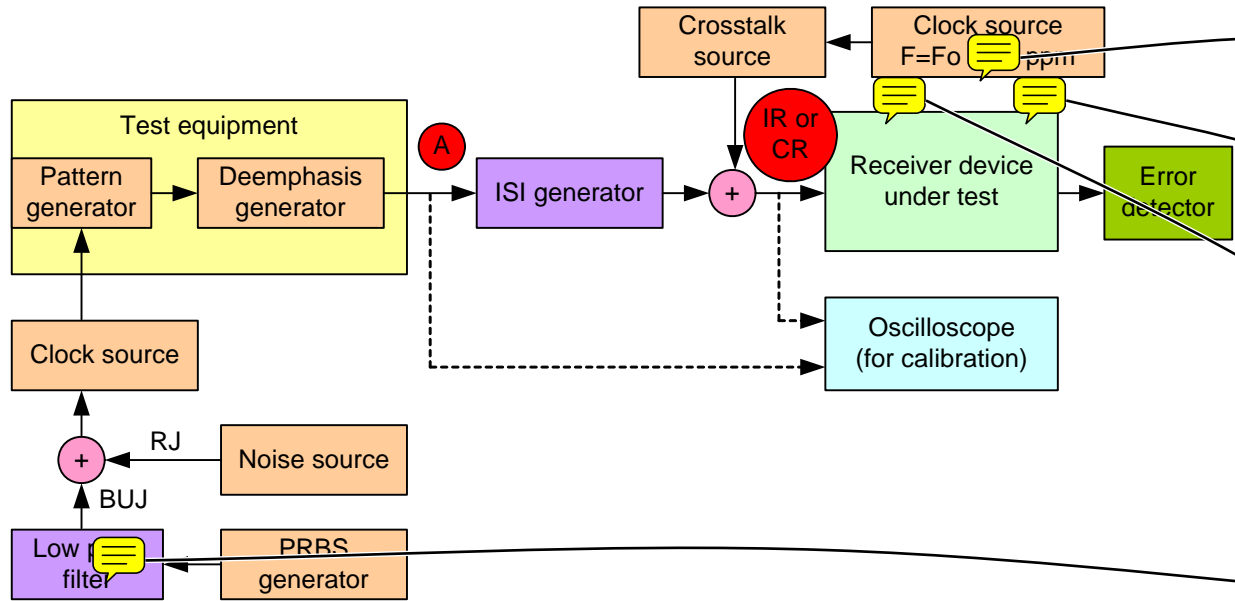 Crosstalk
source
Clock source
F=Fo ppm
Test equipment
Pattern
generator
Deemphasis
generator
A
ISI generator
+
IR or
CR
Receiver device
under test
Error
detector
Clock source
Oscilloscope
(for calibration)
RJ
+
Noise source
BUJ
Low
filter
PRBS
generator